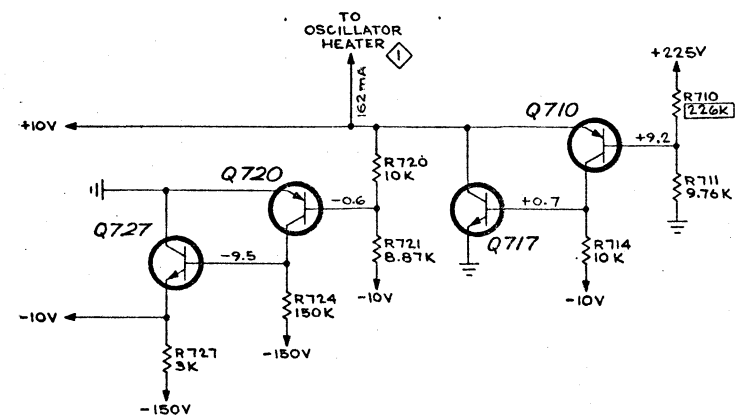 TO
OSCILLATOR
HEATER
1
162mA
+225V
R710
226K
Q710
+10V
+9.2
R720
10K
R711
9.76K
Q720
-0.6
+0.7
Q727
Q717
-9.5
R721
8.87K
R714
10K
R724
150K
-10V
-10V
-10V
-150V
R727
3K
-150V